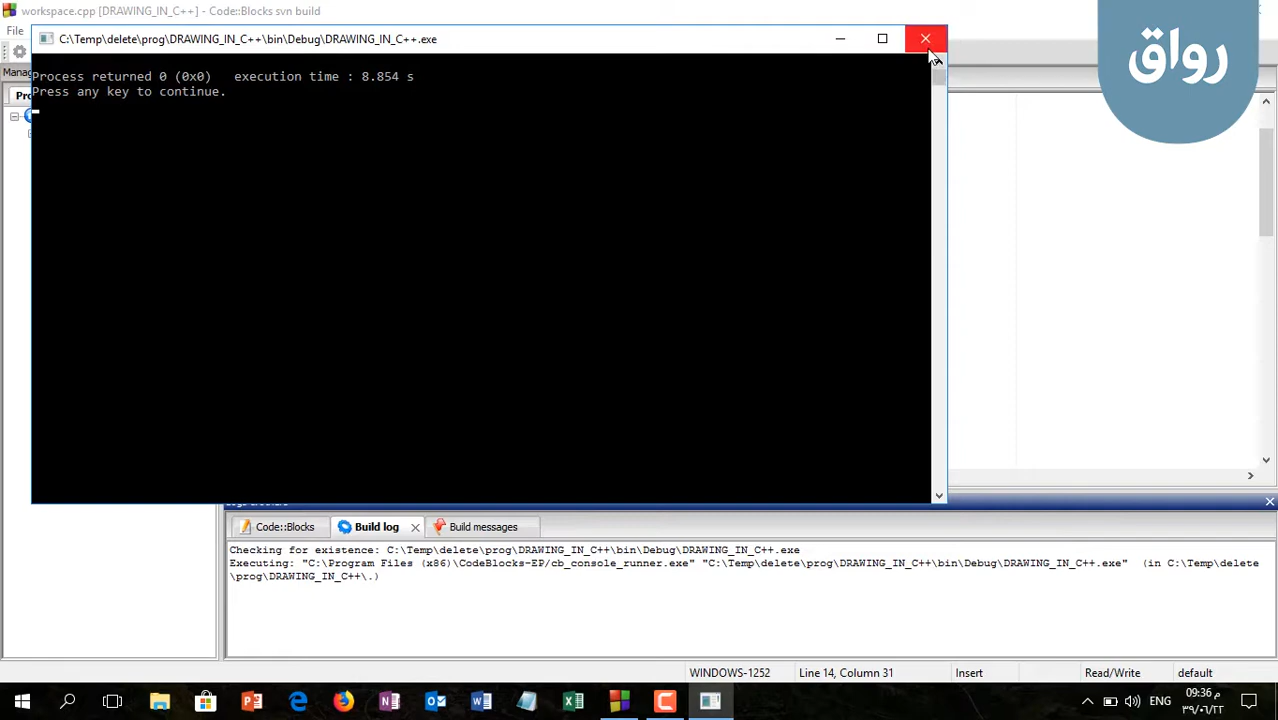 workspace.cpp [DRAWING_IN_C++] - Code::Blocks svn build
File
C:\Temp\delete\prog\DRAWING_IN_C++\bin\Debug\DRAWING_IN_C++.exe
رواق
Process returned 0 (0x0)   execution time : 8.854 s
Press any key to continue.
Code::Blocks
Build log
Build messages
Checking for existence: C:\Temp\delete\prog\DRAWING_IN_C++\bin\Debug\DRAWING_IN_C++.exe
Executing: "C:\Program Files (x86)\CodeBlocks-EP/cb_console_runner.exe" "C:\Temp\delete\prog\DRAWING_IN_C++\bin\Debug\DRAWING_IN_C++.exe"  (in C:\Temp\delete
\prog\DRAWING_IN_C++\.)
WINDOWS-1252
Line 14, Column 31
Insert
Read/Write
default
ENG
09:36 م
٣٩/٠٦/٢٢